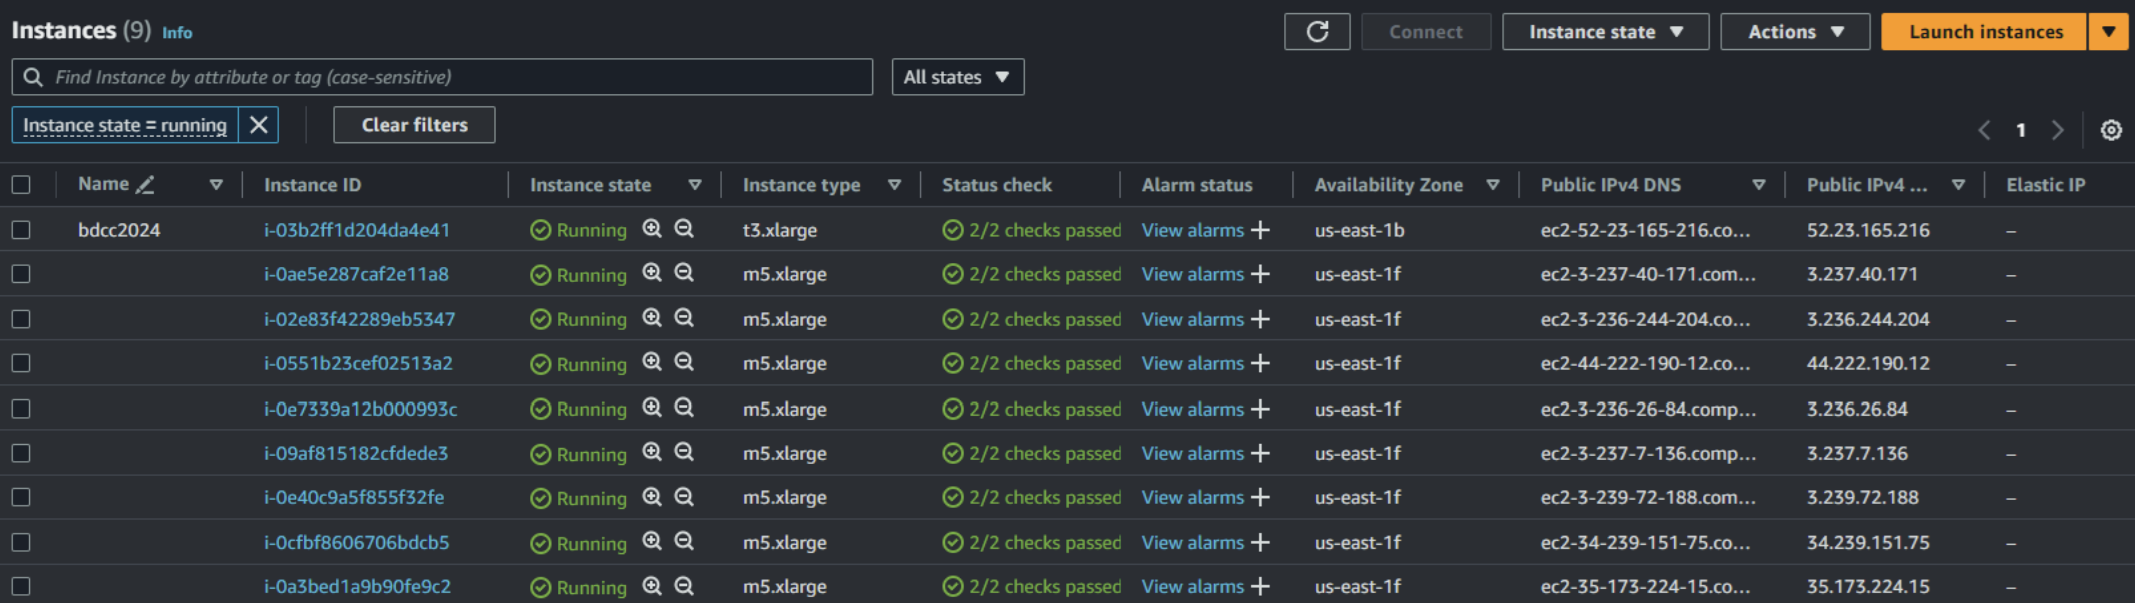 Instances (9) Info Connect Instance state Actions Launch instances
Find Instance by attribute or tag (case-sensitive) All states
Instance state = running Clear filters 1
Name Instance ID Instance state Instance type Status check Alarm status Availability Zone Public IPv4 DNS Public IPv4 ... Elastic IP
bdcc2024 i-03b2ff1d204da4e41 Running t3.xlarge 2/2 checks passed View alarms + us-east-1b ec2-52-23-165-216.co... 52.23.165.216 –
i-0ae5e287caf2e11a8 Running m5.xlarge 2/2 checks passed View alarms + us-east-1f ec2-3-237-40-171.com... 3.237.40.171 –
i-02e83f42289eb5347 Running m5.xlarge 2/2 checks passed View alarms + us-east-1f ec2-3-236-244-204.co... 3.236.244.204 –
i-0551b23cef02513a2 Running m5.xlarge 2/2 checks passed View alarms + us-east-1f ec2-44-222-190-12.co... 44.222.190.12 –
i-0e7339a12b000993c Running m5.xlarge 2/2 checks passed View alarms + us-east-1f ec2-3-236-26-84.comp... 3.236.26.84 –
i-09af815182cfdede3 Running m5.xlarge 2/2 checks passed View alarms + us-east-1f ec2-3-237-7-136.comp... 3.237.7.136 –
i-0e40c9a5f855f32fe Running m5.xlarge 2/2 checks passed View alarms + us-east-1f ec2-3-239-72-188.com... 3.239.72.188 –
i-0cfbf8606706bdcb5 Running m5.xlarge 2/2 checks passed View alarms + us-east-1f ec2-34-239-151-75.co... 34.239.151.75 –
i-0a3bed1a9b90fe9c2 Running m5.xlarge 2/2 checks passed View alarms + us-east-1f ec2-35-173-224-15.co... 35.173.224.15 –